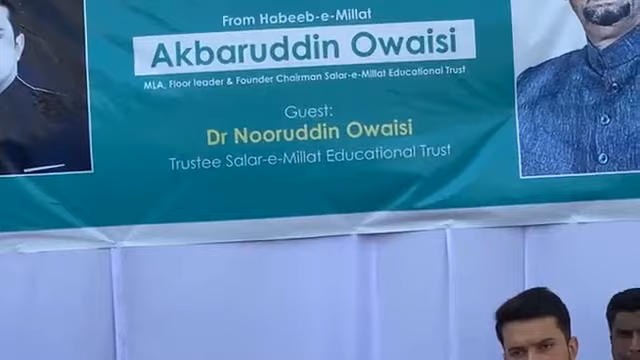 From Habeeb-e-Millat
Akbaruddin Owaisi
MLA, Floor leader & Founder Chairman Salar-e-Millat Educational Trust
Guest:
Dr Nooruddin Owaisi
Trustee Salar-e-Millat Educational Trust